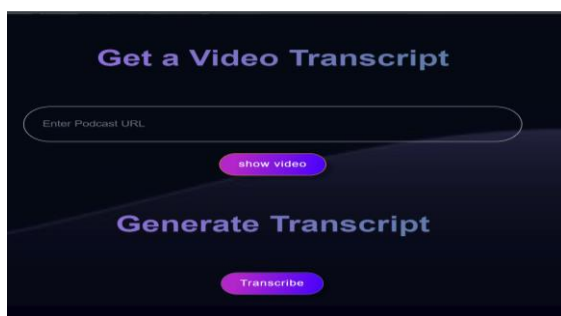 Get a Video Transcript
Enter Podcast URL
show video
Generate Transcript
Transcribe